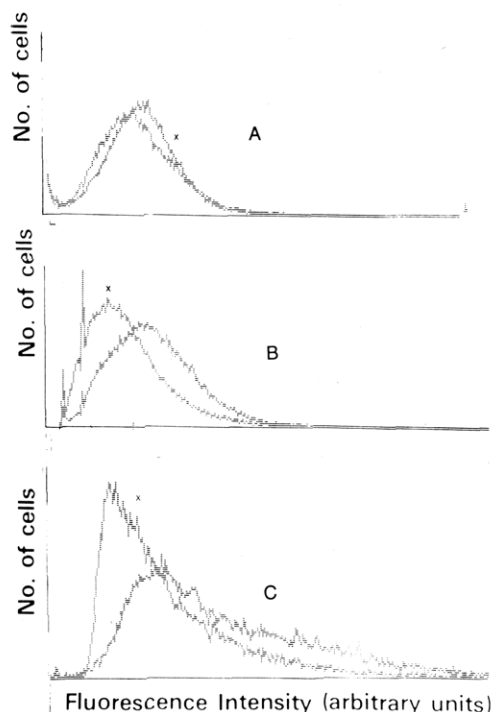 No. of cells
x
A
No. of cells
x
B
No. of cells
x
C
Fluorescence Intensity (arbitrary units)